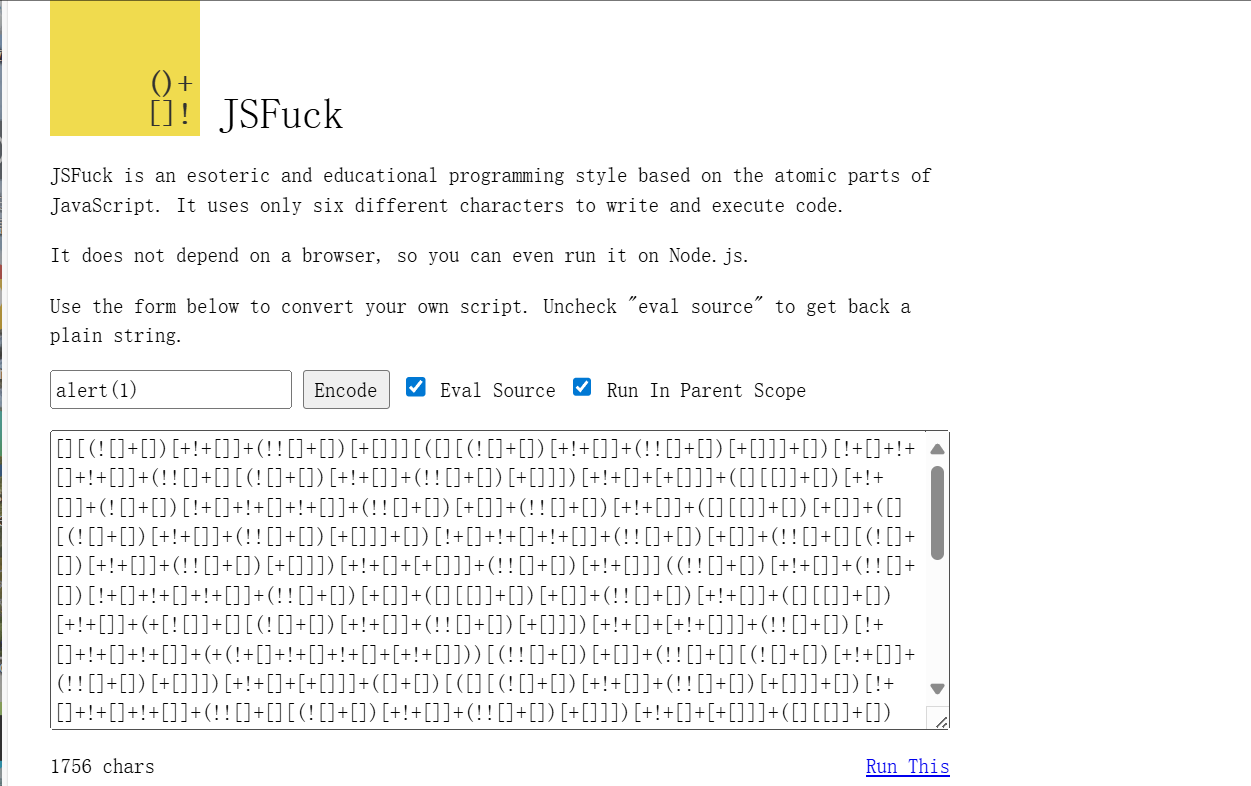 ()+
[]!
JSFuck
JSFuck is an esoteric and educational programming style based on the atomic parts of
JavaScript. It uses only six different characters to write and execute code.
It does not depend on a browser, so you can even run it on Node.js.
Use the form below to convert your own script. Uncheck "eval source" to get back a
plain string.
alert(1)
Encode
Eval Source
Run In Parent Scope
[][(![]+[])[+!+[]]+(!![]+[])[+[]]][([][(![]+[])[+!+[]]+(!![]+[])[+[]]]+[])[!+[]+!+
[]+!+[]]+(!![]+[][(![]+[])[+!+[]]+(!![]+[])[+[]]])[+!+[]+[+[]]]+([][[]]+[])[+!+
[]]+(![]+[])[!+[]+!+[]+!+[]]+(!![]+[])[+[]]+(!![]+[])[+!+[]]+([][[]]+[])[+[]]+([]
[(![]+[])[+!+[]]+(!![]+[])[+[]]]+[])[!+[]+!+[]+!+[]]+(!![]+[])[+[]]+(!![]+[][(![]+
[])[+!+[]]+(!![]+[])[+[]]])[+!+[]+[+[]]]+(!![]+[])[+!+[]]]((!![]+[])[+!+[]]+(!![]+
[])[!+[]+!+[]+!+[]]+(!![]+[])[+[]]+([][[]]+[])[+[]]+(!![]+[])[+!+[]]+([][[]]+[])
[+!+[]]+(+[![]]+[][(![]+[])[+!+[]]+(!![]+[])[+[]]])[+!+[]+[+!+[]]]+(!![]+[])[!+
[]+!+[]+!+[]]+(+(!+[]+!+[]+!+[]+[+!+[]]))[(!![]+[])[+[]]+(!![]+[][(![]+[])[+!+[]]+
(!![]+[])[+[]]])[+!+[]+[+[]]]+([]+[])[([][(![]+[])[+!+[]]+(!![]+[])[+[]]]+[])[!+
[]+!+[]+!+[]]+(!![]+[][(![]+[])[+!+[]]+(!![]+[])[+[]]])[+!+[]+[+[]]]+([][[]]+[])
1756 chars
Run This